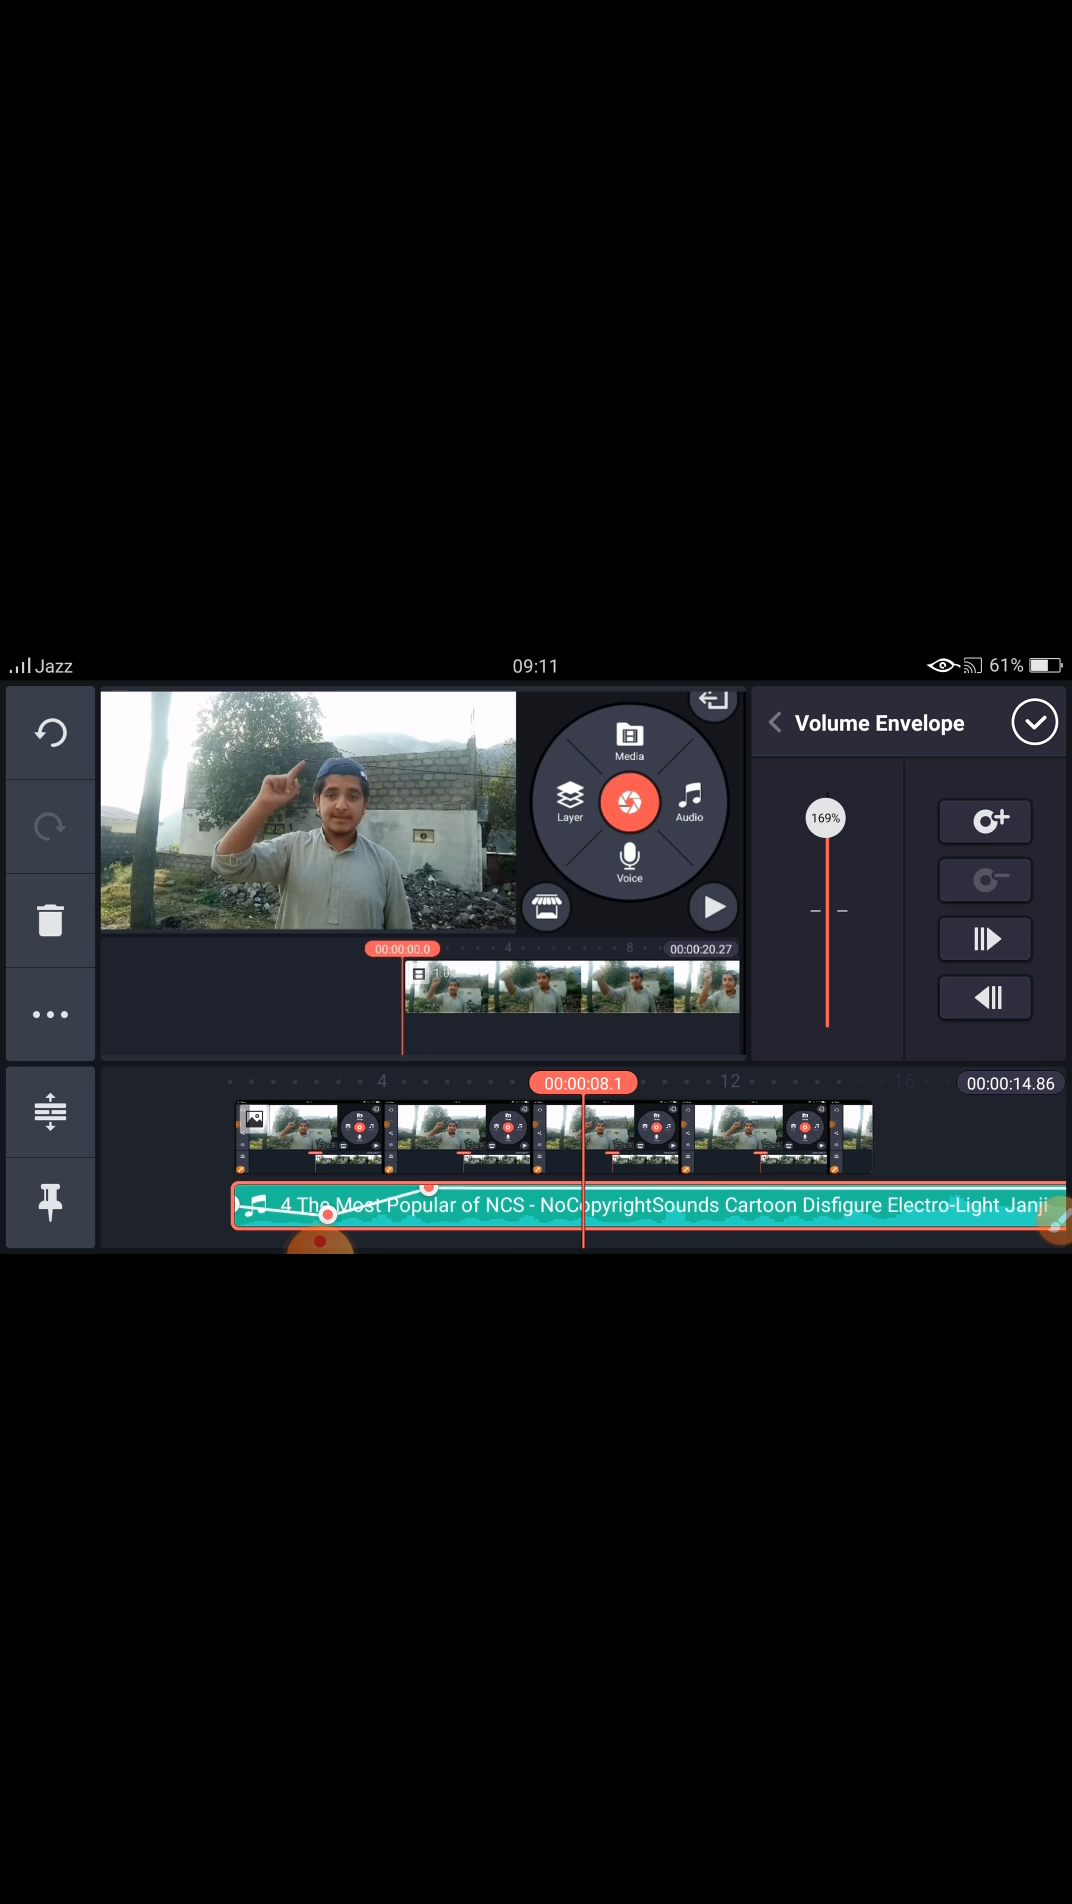 Jazz
09:11
61%
Volume Envelope
Media
Layer
Audio
Voice
169%
00:00:00.0
4
8
00:00:20.27
1.0x
4
00:00:08.1
12
16
00:00:14.86
4 The Most Popular of NCS - NoCopyrightSounds Cartoon Disfigure Electro-Light Janji